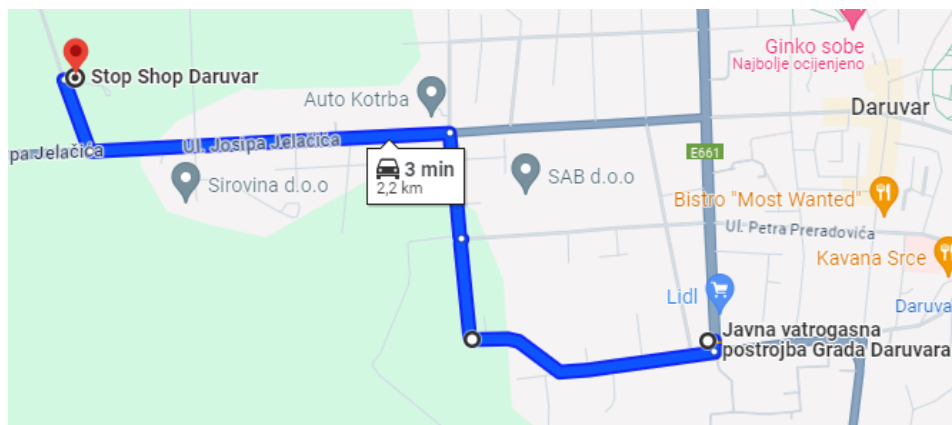 Ginko sobe
Najbolje ocijenjeno
Stop Shop Daruvar
Auto Kotrba
Daruvar
pa Jelačića
Ul. Josipa Jelačića
E661
3 min
2,2 km
Sirovina d.o.o
SAB d.o.o
Bistro "Most Wanted"
Ul. Petra Preradovića
Kavana Srce
Lidl
Daruva
Javna vatrogasna
postrojba Grada Daruvara